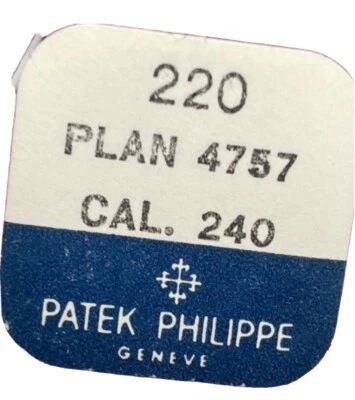 220
PLAN 4757
CAL. 240
PATEK PHILIPPE
GENEVE